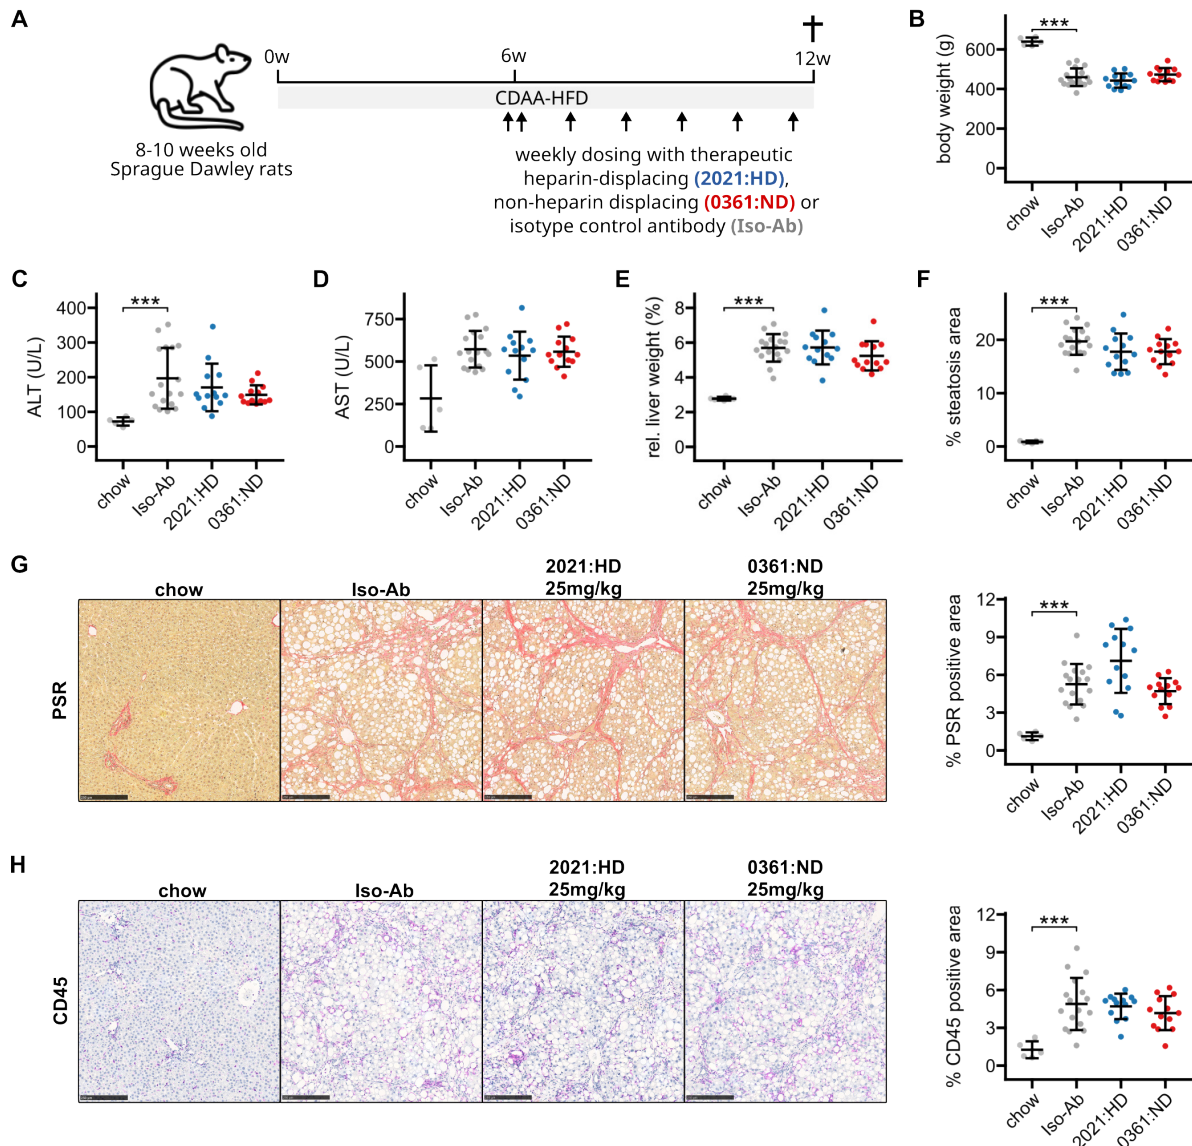 A
0w
6w
12w
CDAA-HFD
8-10 weeks old
Sprague Dawley rats
weekly dosing with therapeutic
heparin-displacing (2021:HD),
non-heparin displacing (0361:ND) or
isotype control antibody (Iso-Ab)
B
body weight (g)
***
600
400
200
0
chow
Iso-Ab
2021:HD
0361:ND
C
ALT (U/L)
***
400
300
200
100
0
chow
Iso-Ab
2021:HD
0361:ND
D
AST (U/L)
750
500
250
0
chow
Iso-Ab
2021:HD
0361:ND
E
rel. liver weight (%)
***
8
6
4
2
0
chow
Iso-Ab
2021:HD
0361:ND
F
% steatosis area
***
20
10
0
chow
Iso-Ab
2021:HD
0361:ND
G
chow
Iso-Ab
2021:HD
25mg/kg
0361:ND
25mg/kg
PSR
% PSR positive area
***
12
9
6
3
0
chow
Iso-Ab
2021:HD
0361:ND
H
chow
Iso-Ab
2021:HD
25mg/kg
0361:ND
25mg/kg
CD45
% CD45 positive area
***
12
9
6
3
0
chow
Iso-Ab
2021:HD
0361:ND